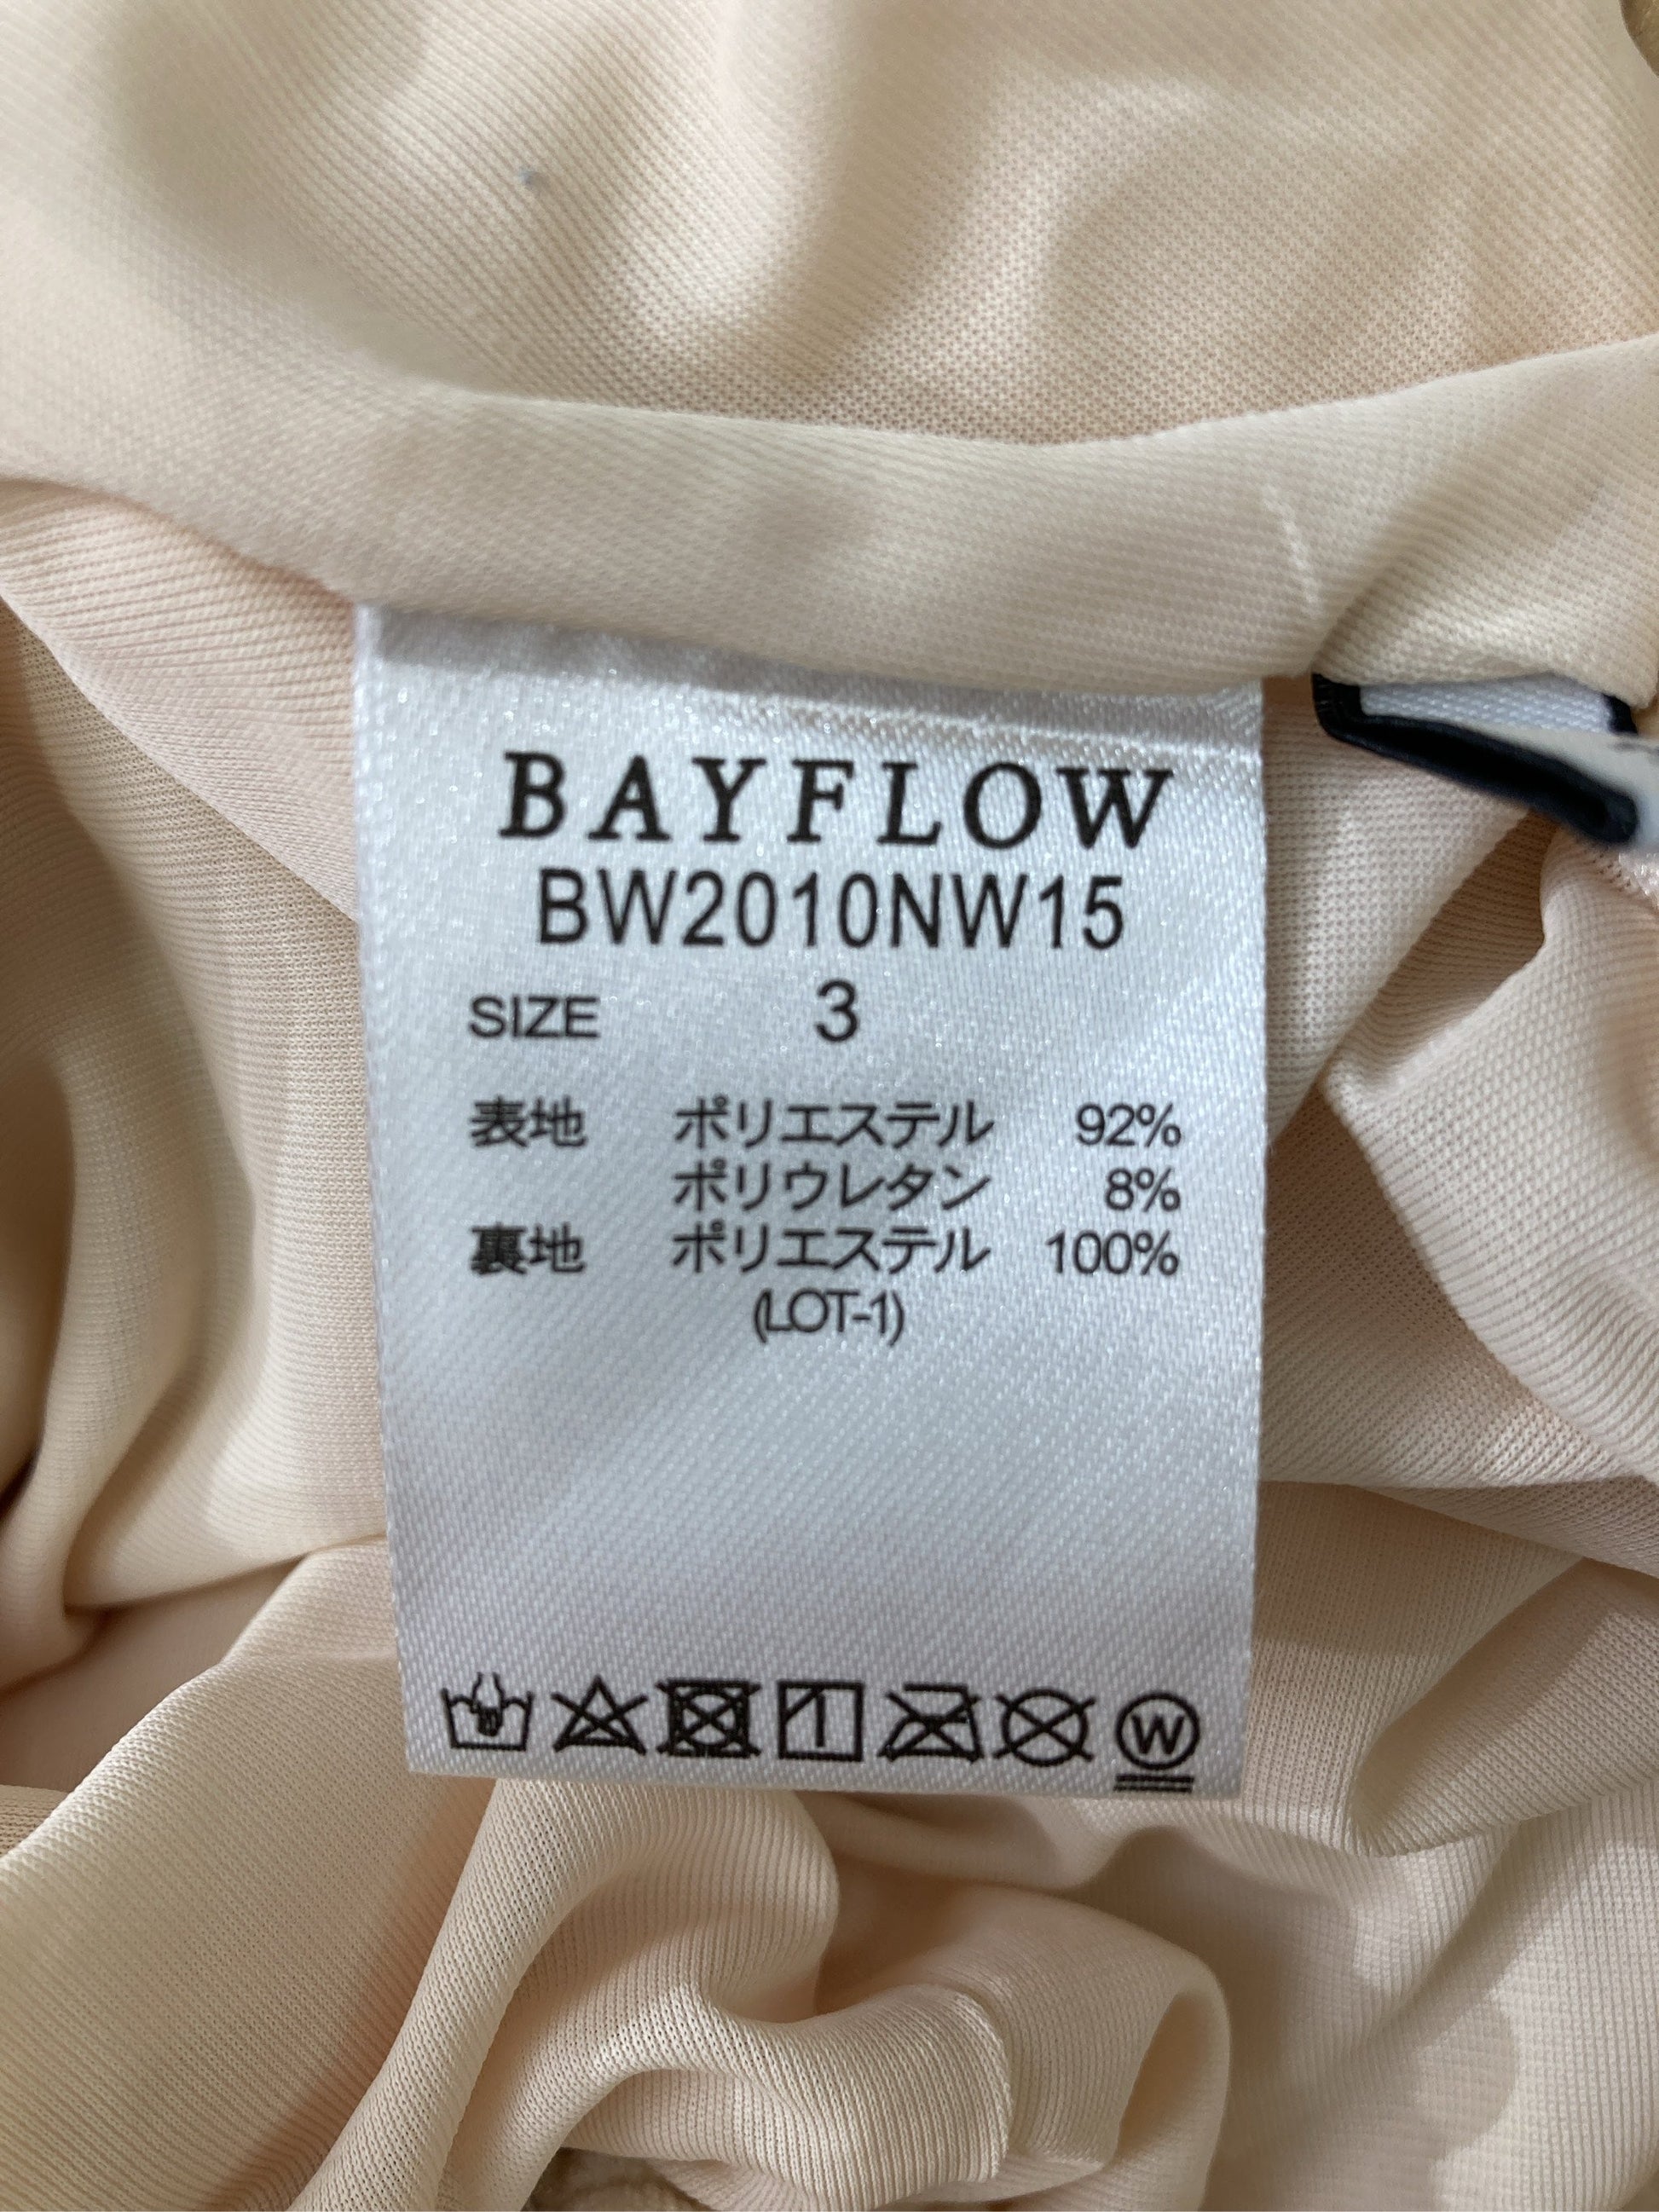 BAYFLOW
BW2010NW15
SIZE 3
表地 ポリエステル 92%
ポリウレタン 8%
裏地 ポリエステル 100%
(LOT-1)
W